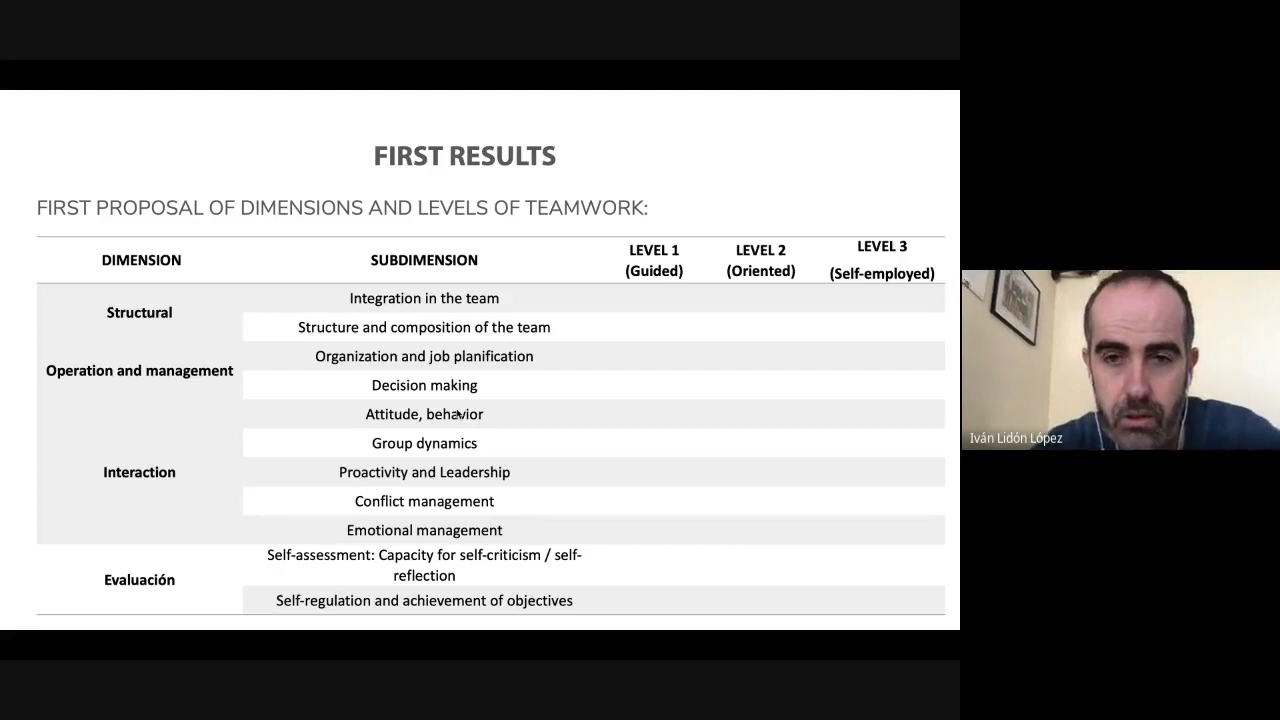 FIRST RESULTS
FIRST PROPOSAL OF DIMENSIONS AND LEVELS OF TEAMWORK:
DIMENSION
SUBDIMENSION
LEVEL 1
(Guided)
LEVEL 2
(Oriented)
LEVEL 3
(Self-employed)
Structural
Integration in the team
Structure and composition of the team
Operation and management
Organization and job planification
Decision making
Interaction
Attitude, behavior
Group dynamics
Proactivity and Leadership
Conflict management
Emotional management
Evaluación
Self-assessment: Capacity for self-criticism / self-
reflection
Self-regulation and achievement of objectives
Iván Lidón López